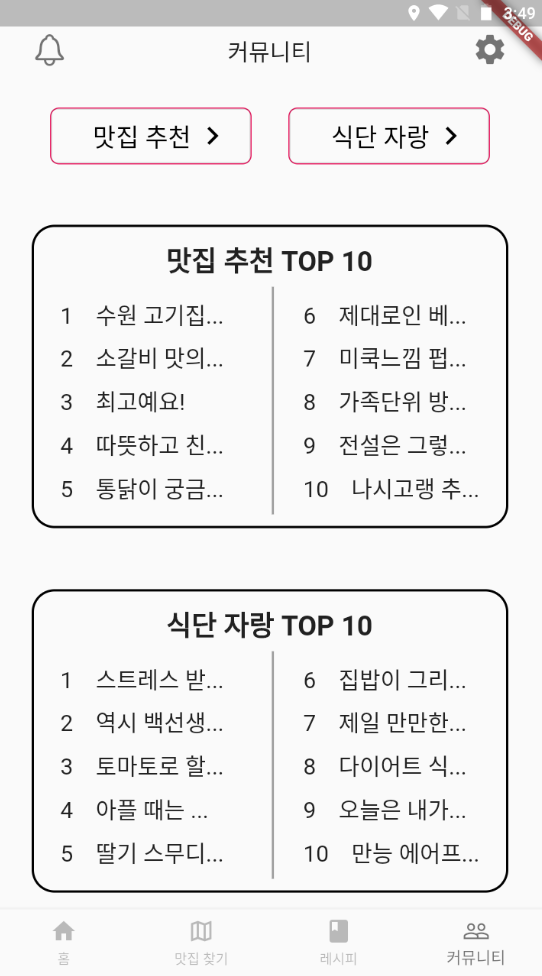 3:49
DEBUG
커뮤니티
맛집 추천
식단 자랑
맛집 추천 TOP 10
1 수원 고기집...
2 소갈비 맛의...
3 최고예요!
4 따뜻하고 친...
5 통닭이 궁금...
6 제대로인 베...
7 미쿡느낌 펍...
8 가족단위 방...
9 전설은 그렇...
10 나시고랭 추...
식단 자랑 TOP 10
1 스트레스 받...
2 역시 백선생...
3 토마토로 할...
4 아플 때는 ...
5 딸기 스무디...
6 집밥이 그리...
7 제일 만만한...
8 다이어트 식...
9 오늘은 내가...
10 만능 에어프...
홈
맛집 찾기
레시피
커뮤니티